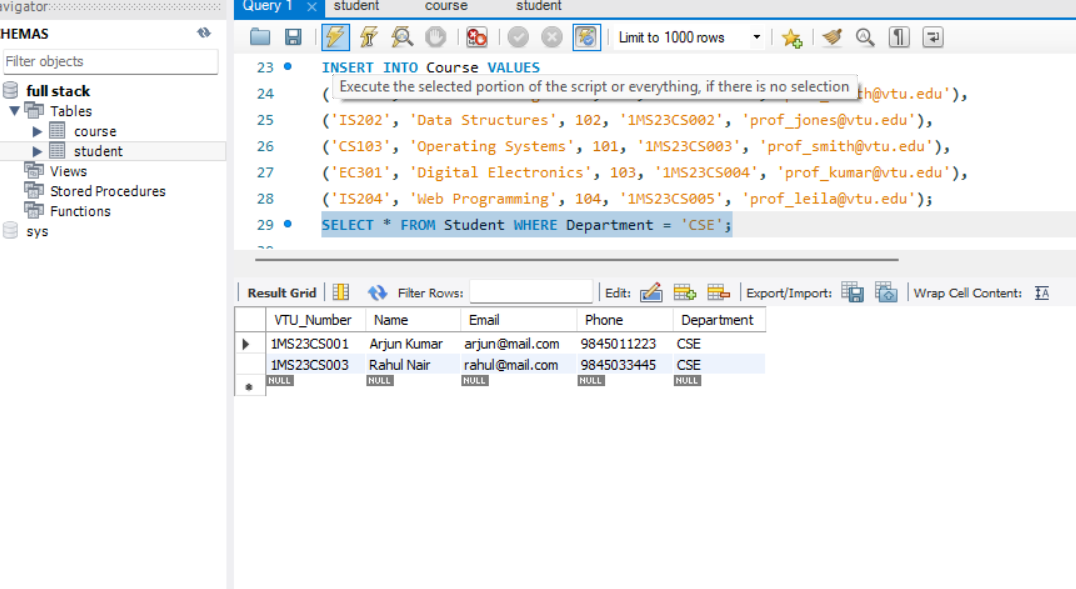 avigator
Query 1 × student course student
HEMAS
Filter objects
full stack
Tables
course
student
Views
Stored Procedures
Functions
sys
Limit to 1000 rows
23 INSERT INTO Course VALUES
Execute the selected portion of the script or everything, if there is no selection
24 ( th@vtu.edu'),
25 ('IS202', 'Data Structures', 102, '1MS23CS002', 'prof_jones@vtu.edu'),
26 ('CS103', 'Operating Systems', 101, '1MS23CS003', 'prof_smith@vtu.edu'),
27 ('EC301', 'Digital Electronics', 103, '1MS23CS004', 'prof_kumar@vtu.edu'),
28 ('IS204', 'Web Programming', 104, '1MS23CS005', 'prof_leila@vtu.edu');
29 SELECT * FROM Student WHERE Department = 'CSE';
Result Grid Filter Rows: Edit: Export/Import: Wrap Cell Content: IA
VTU_Number Name Email Phone Department
1MS23CS001 Arjun Kumar arjun@mail.com 9845011223 CSE
1MS23CS003 Rahul Nair rahul@mail.com 9845033445 CSE
NULL NULL NULL NULL NULL